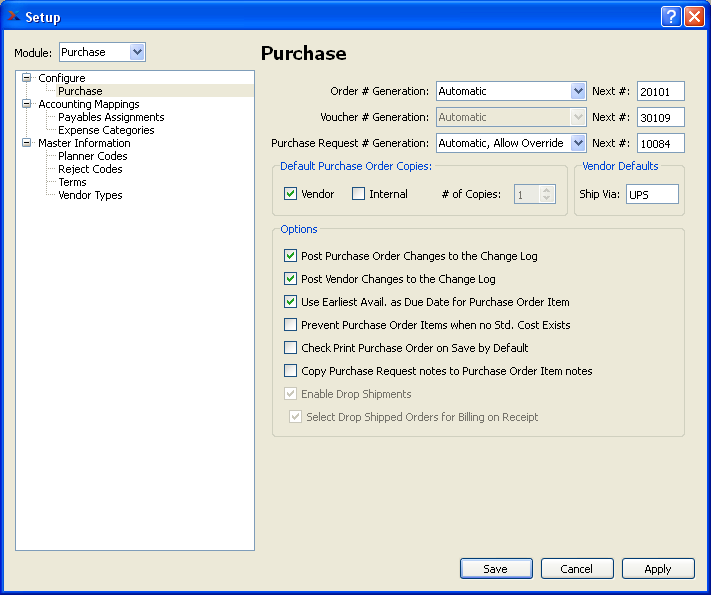 Setup
Module: Purchase
Configure
Purchase
Accounting Mappings
Payables Assignments
Expense Categories
Master Information
Planner Codes
Reject Codes
Terms
Vendor Types
Purchase
Order # Generation: Automatic Next #: 20101
Voucher # Generation: Automatic Next #: 30109
Purchase Request # Generation: Automatic, Allow Override Next #: 10084
Default Purchase Order Copies:
Vendor Internal # of Copies: 1
Vendor Defaults
Ship Via: UPS
Options
Post Purchase Order Changes to the Change Log
Post Vendor Changes to the Change Log
Use Earliest Avail. as Due Date for Purchase Order Item
Prevent Purchase Order Items when no Std. Cost Exists
Check Print Purchase Order on Save by Default
Copy Purchase Request notes to Purchase Order Item notes
Enable Drop Shipments
Select Drop Shipped Orders for Billing on Receipt
Save Cancel Apply